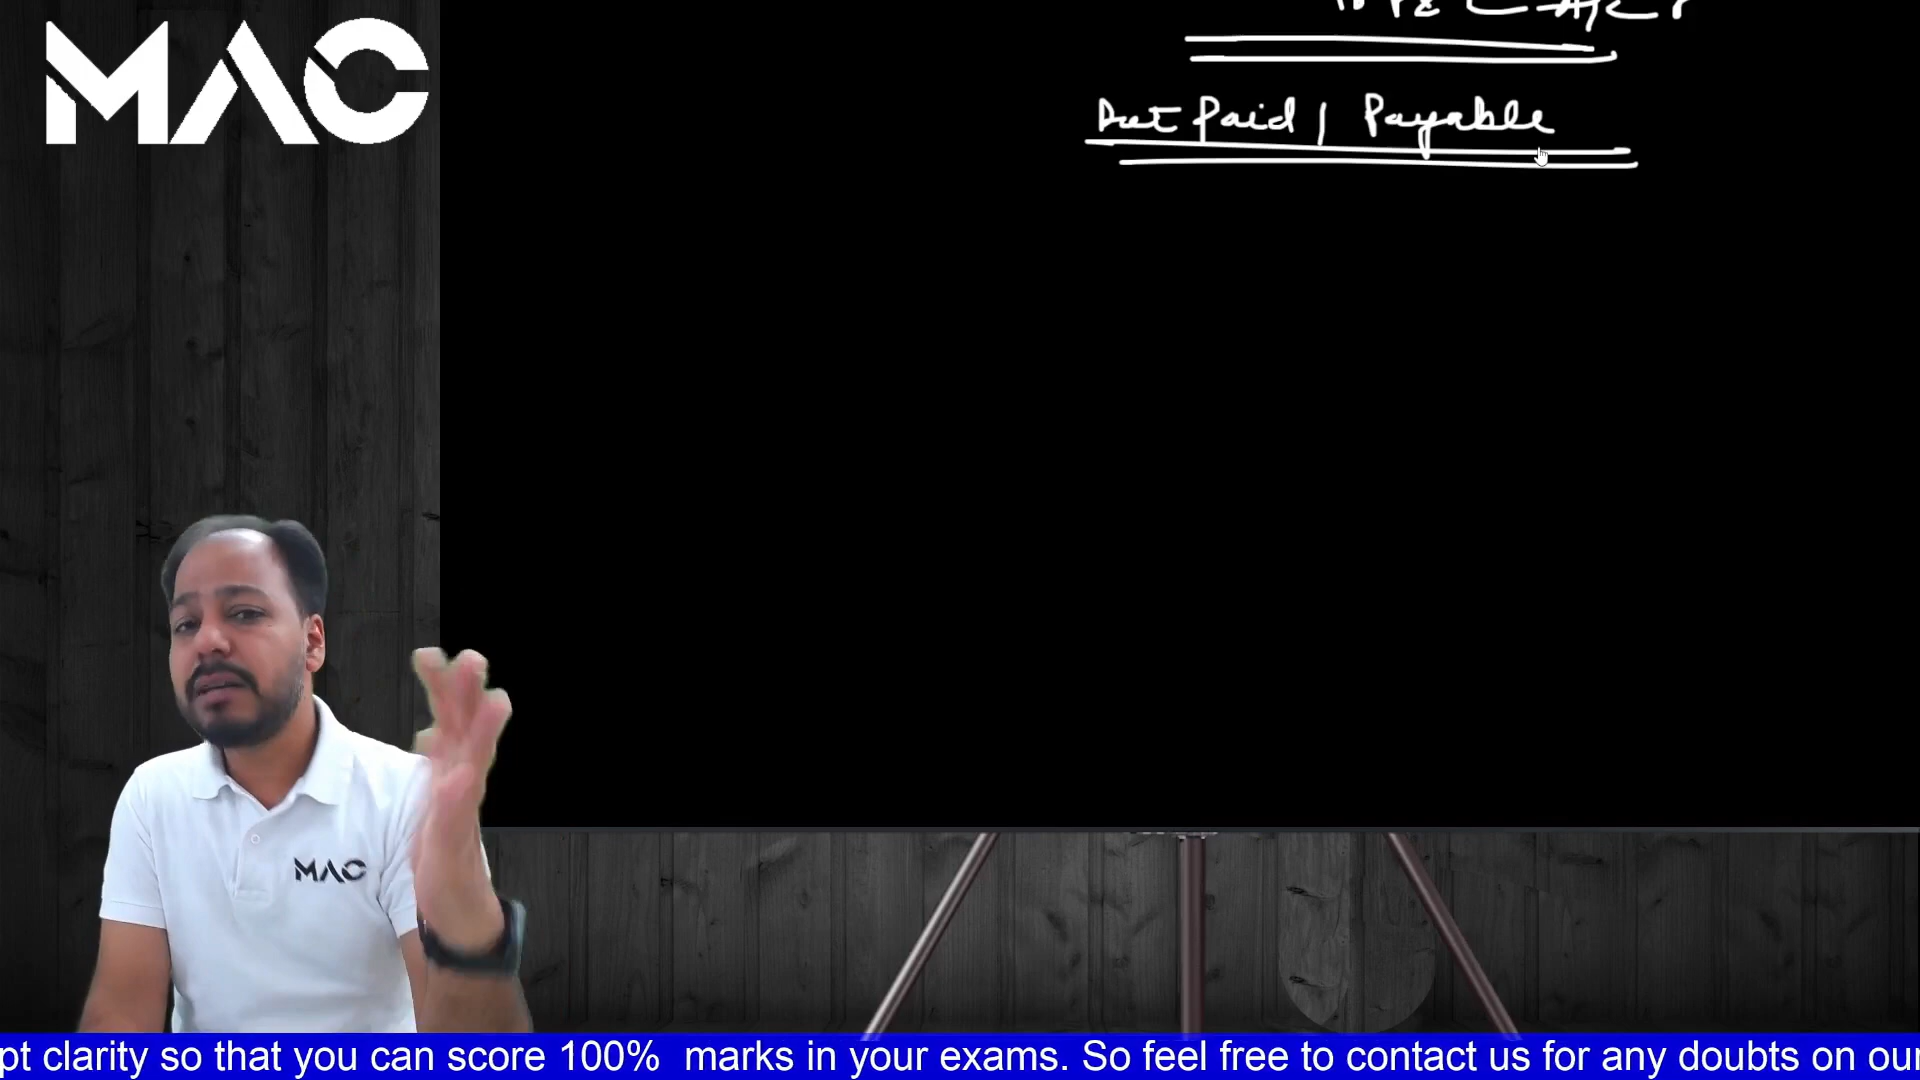 MAC
Amt Paid | Payable
MAC
pt clarity so that you can score 100%  marks in your exams. So feel free to contact us for any doubts on our